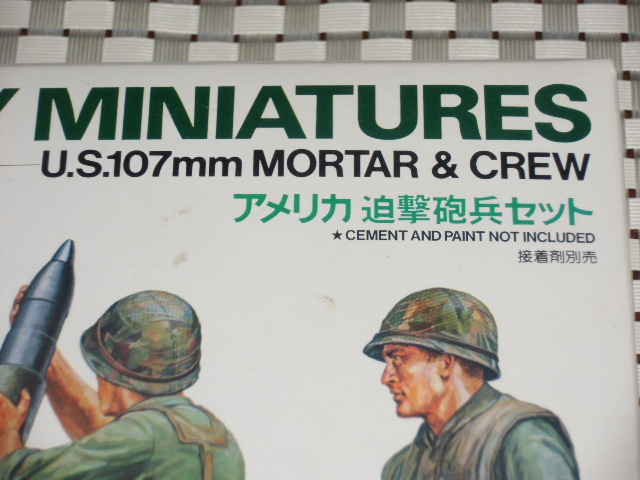 MINIATURES
U.S.107mm MORTAR & CREW
アメリカ 迫撃砲兵セット
★ CEMENT AND PAINT NOT INCLUDED
接着剤別売